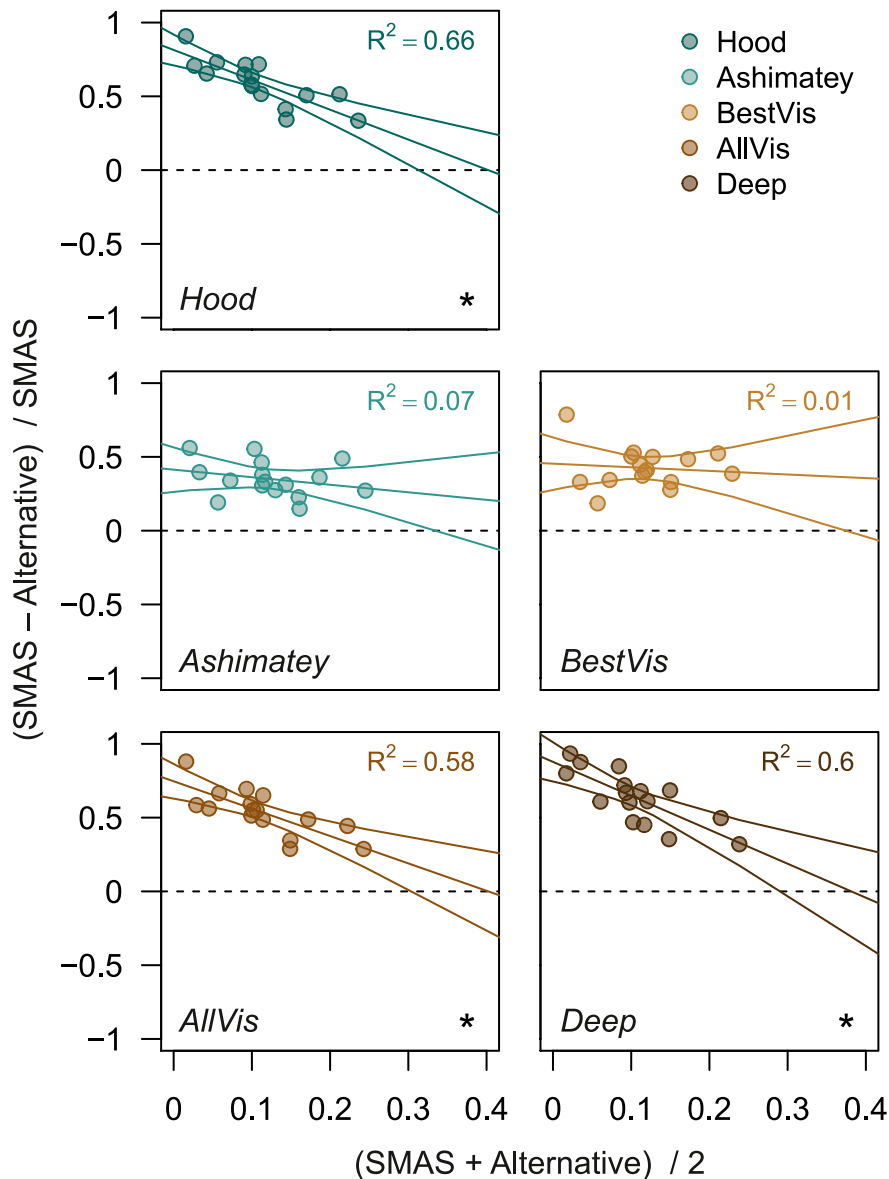 1
0.5
0
−0.5
−1
R² = 0.66
Hood
*
Hood
Ashimatey
BestVis
AllVis
Deep
(SMAS − Alternative) / SMAS
1
0.5
0
−0.5
−1
R² = 0.07
Ashimatey
R² = 0.01
BestVis
1
0.5
0
−0.5
−1
R² = 0.58
AllVis
*
R² = 0.6
Deep
*
0 0.1 0.2 0.3 0.4
0 0.1 0.2 0.3 0.4
(SMAS + Alternative) / 2